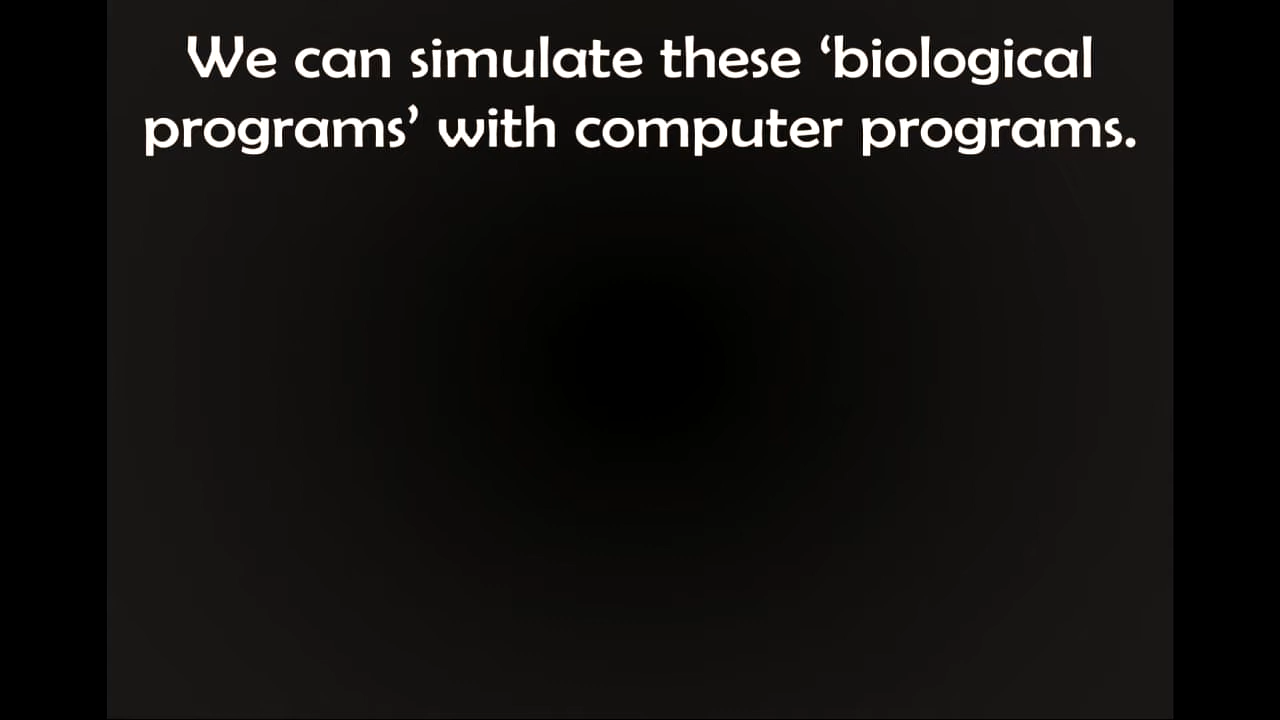 We can simulate these ‘biological
programs’ with computer programs.